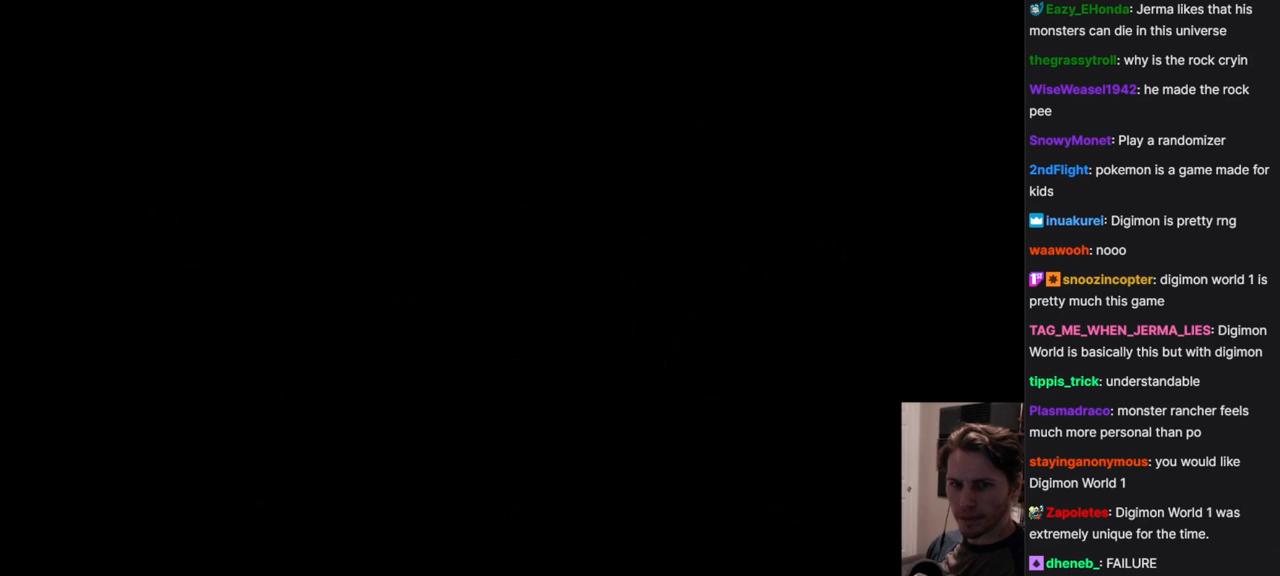 Eazy_EHonda: Jerma likes that his
monsters can die in this universe
thegrassytroll: why is the rock cryin
WiseWeasel1942: he made the rock
pee
SnowyMonet: Play a randomizer
2ndFlight: pokemon is a game made for
kids
inuakurei: Digimon is pretty rng
waawooh: nooo
snoozincopter: digimon world 1 is
pretty much this game
TAG_ME_WHEN_JERMA_LIES: Digimon
World is basically this but with digimon
tippis_trick: understandable
Plasmadraco: monster rancher feels
much more personal than po
stayinganonymous: you would like
Digimon World 1
Zapoletes: Digimon World 1 was
extremely unique for the time.
dheneb_: FAILURE